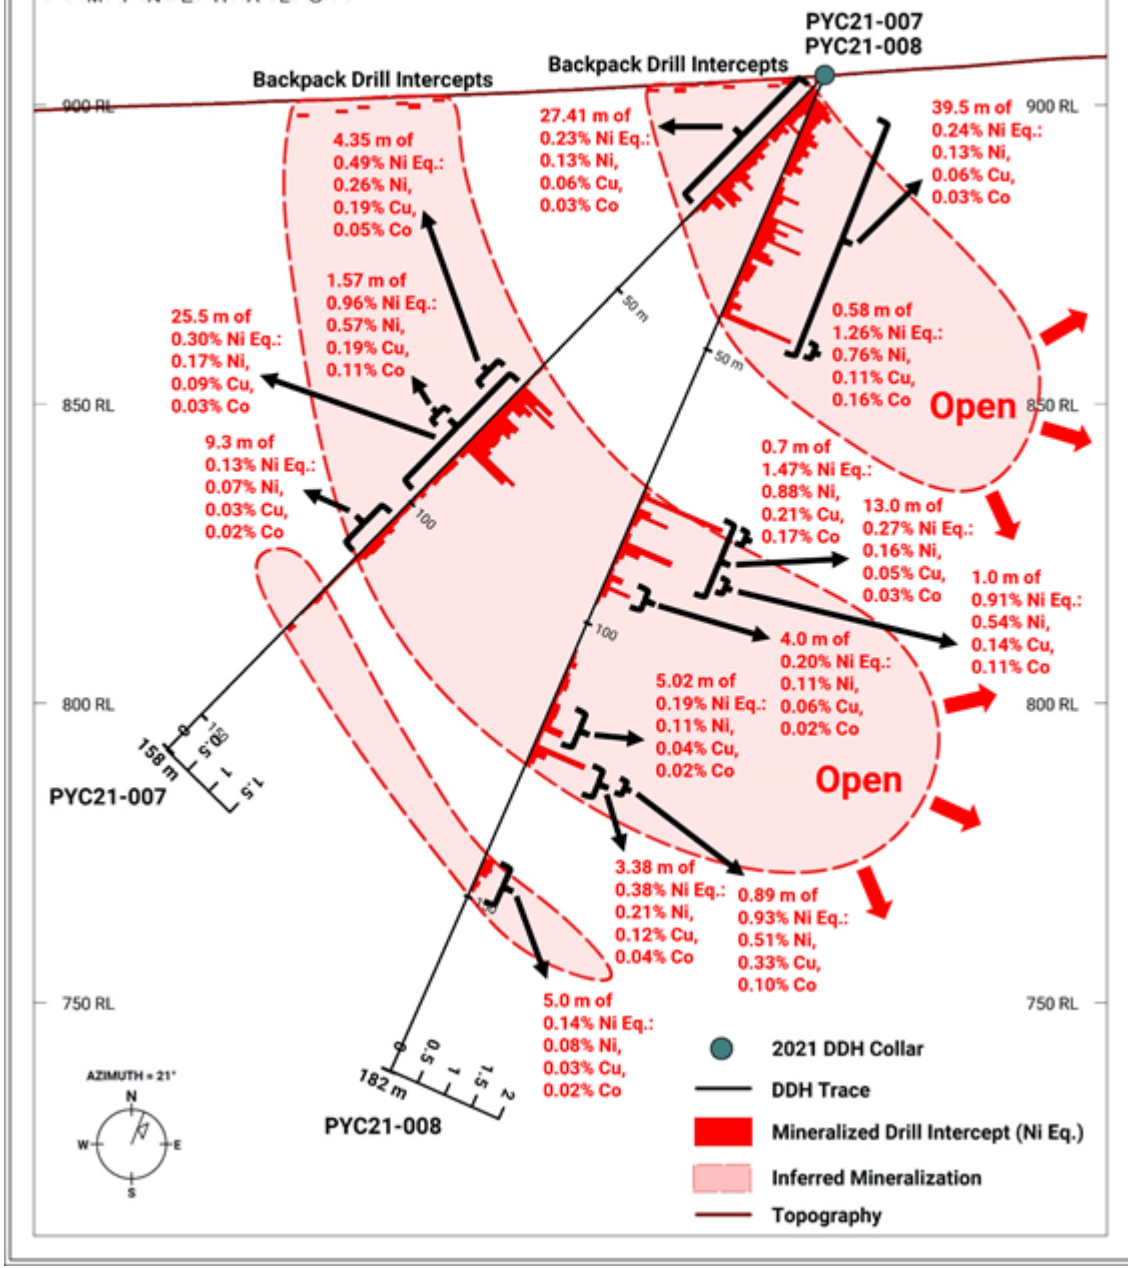 M I N E R A L S
PYC21-007
PYC21-008
Backpack Drill Intercepts
Backpack Drill Intercepts
900 RL
900 RL
4.35 m of
0.49% Ni Eq.:
0.26% Ni,
0.19% Cu,
0.05% Co
27.41 m of
0.23% Ni Eq.:
0.13% Ni,
0.06% Cu,
0.03% Co
39.5 m of
0.24% Ni Eq.:
0.13% Ni,
0.06% Cu,
0.03% Co
1.57 m of
0.96% Ni Eq.:
0.57% Ni,
0.19% Cu,
0.11% Co
25.5 m of
0.30% Ni Eq.:
0.17% Ni,
0.09% Cu,
0.03% Co
50 m
50 m
0.58 m of
1.26% Ni Eq.:
0.76% Ni,
0.11% Cu,
0.16% Co
Open
850 RL
850 RL
9.3 m of
0.13% Ni Eq.:
0.07% Ni,
0.03% Cu,
0.02% Co
100
0.7 m of
1.47% Ni Eq.:
0.88% Ni,
0.21% Cu,
0.17% Co
13.0 m of
0.27% Ni Eq.:
0.16% Ni,
0.05% Cu,
0.03% Co
1.0 m of
0.91% Ni Eq.:
0.54% Ni,
0.14% Cu,
0.11% Co
100
4.0 m of
0.20% Ni Eq.:
0.11% Ni,
0.06% Cu,
0.02% Co
5.02 m of
0.19% Ni Eq.:
0.11% Ni,
0.04% Cu,
0.02% Co
800 RL
800 RL
150
0
0.5
1
1.5
158 m
PYC21-007
Open
3.38 m of
0.38% Ni Eq.:
0.21% Ni,
0.12% Cu,
0.04% Co
0.89 m of
0.93% Ni Eq.:
0.51% Ni,
0.33% Cu,
0.10% Co
150
750 RL
750 RL
5.0 m of
0.14% Ni Eq.:
0.08% Ni,
0.03% Cu,
0.02% Co
0
0.5
1
1.5
2
182 m
PYC21-008
AZIMUTH = 21°
N
W
E
S
2021 DDH Collar
DDH Trace
Mineralized Drill Intercept (Ni Eq.)
Inferred Mineralization
Topography